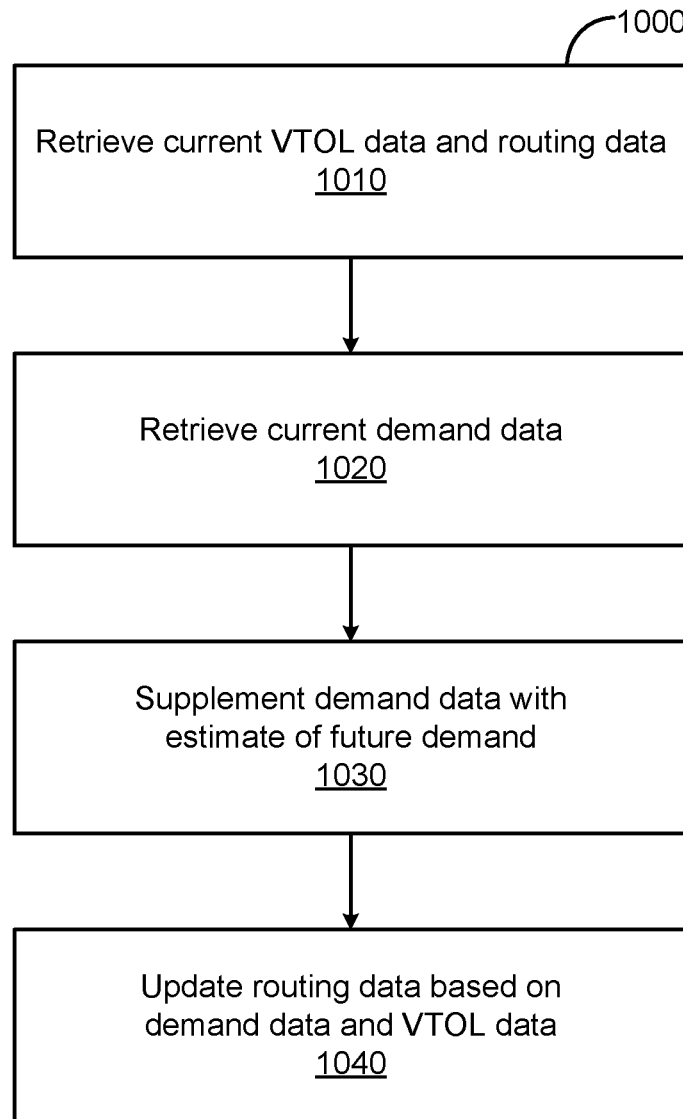 1000
Retrieve current VTOL data and routing data
1010
Retrieve current demand data
1020
Supplement demand data with
estimate of future demand
1030
Update routing data based on
demand data and VTOL data
1040